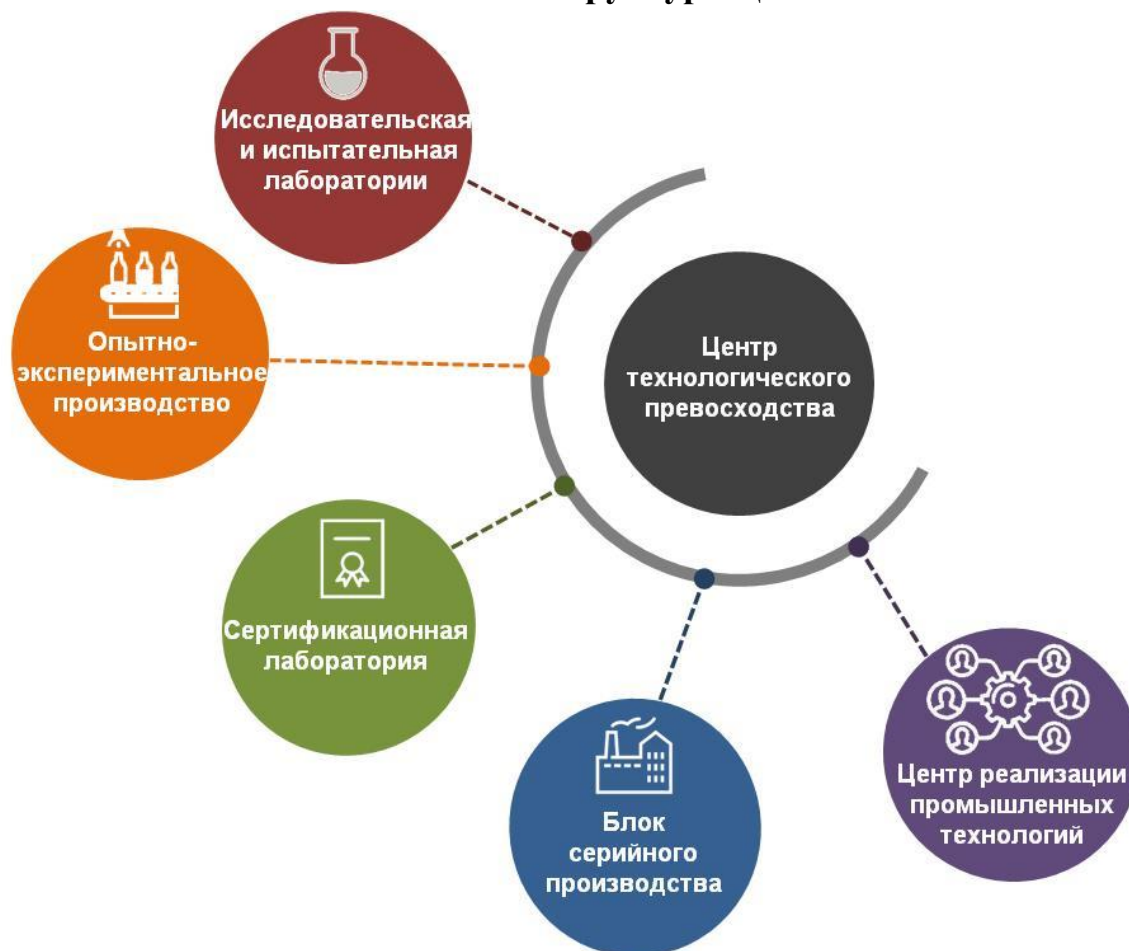 Исследовательская
и испытательная
лаборатории
Опытно-
экспериментальное
производство
Центр
технологического
превосходства
Сертификационная
лаборатория
Блок
серийного
производства
Центр реализации
промышленных
технологий